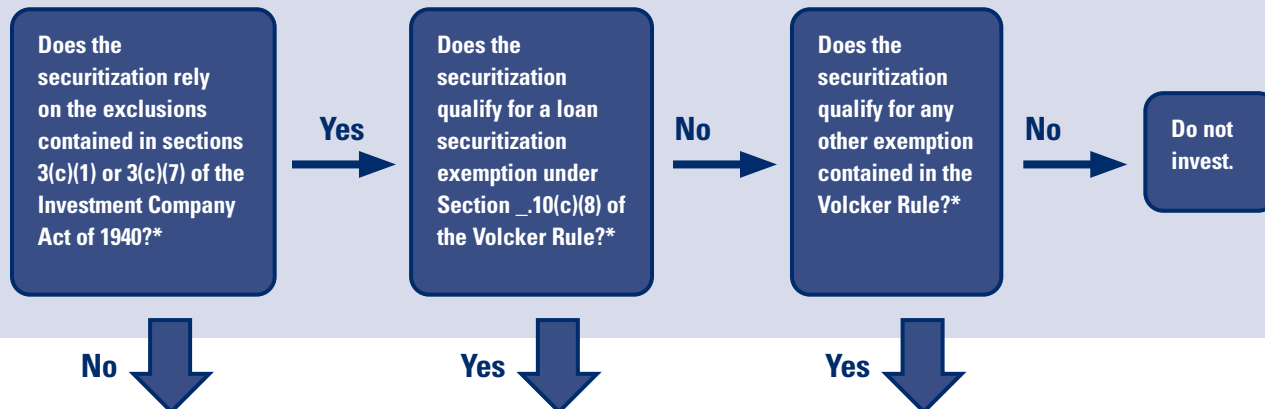 Does the
securitization rely
on the exclusions
contained in sections
3(c)(1) or 3(c)(7) of the
Investment Company
Act of 1940?*
Yes
Does the
securitization
qualify for a loan
securitization
exemption under
Section _.10(c)(8) of
the Volcker Rule?*
No
Does the
securitization
qualify for any
other exemption
contained in the
Volcker Rule?*
No
Do not
invest.
No
Yes
Yes